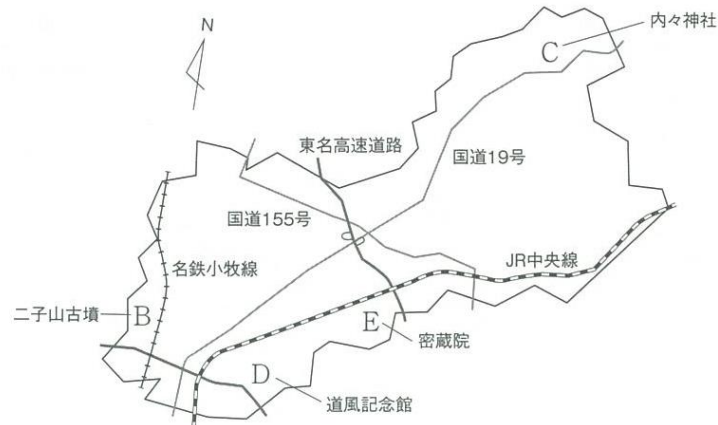 N
内々神社
C
東名高速道路
国道19号
国道155号
名鉄小牧線
JR中央線
二子山古墳
B
E
密蔵院
D
道風記念館